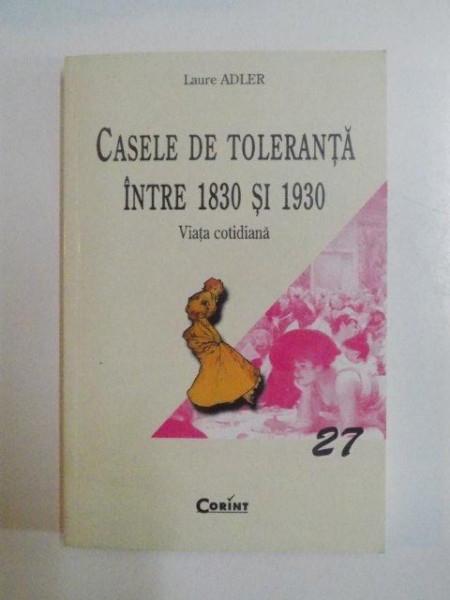 Laure ADLER
CASELE DE TOLERANȚĂ
ÎNTRE 1830 ȘI 1930
Viața cotidiană
27
CORINT